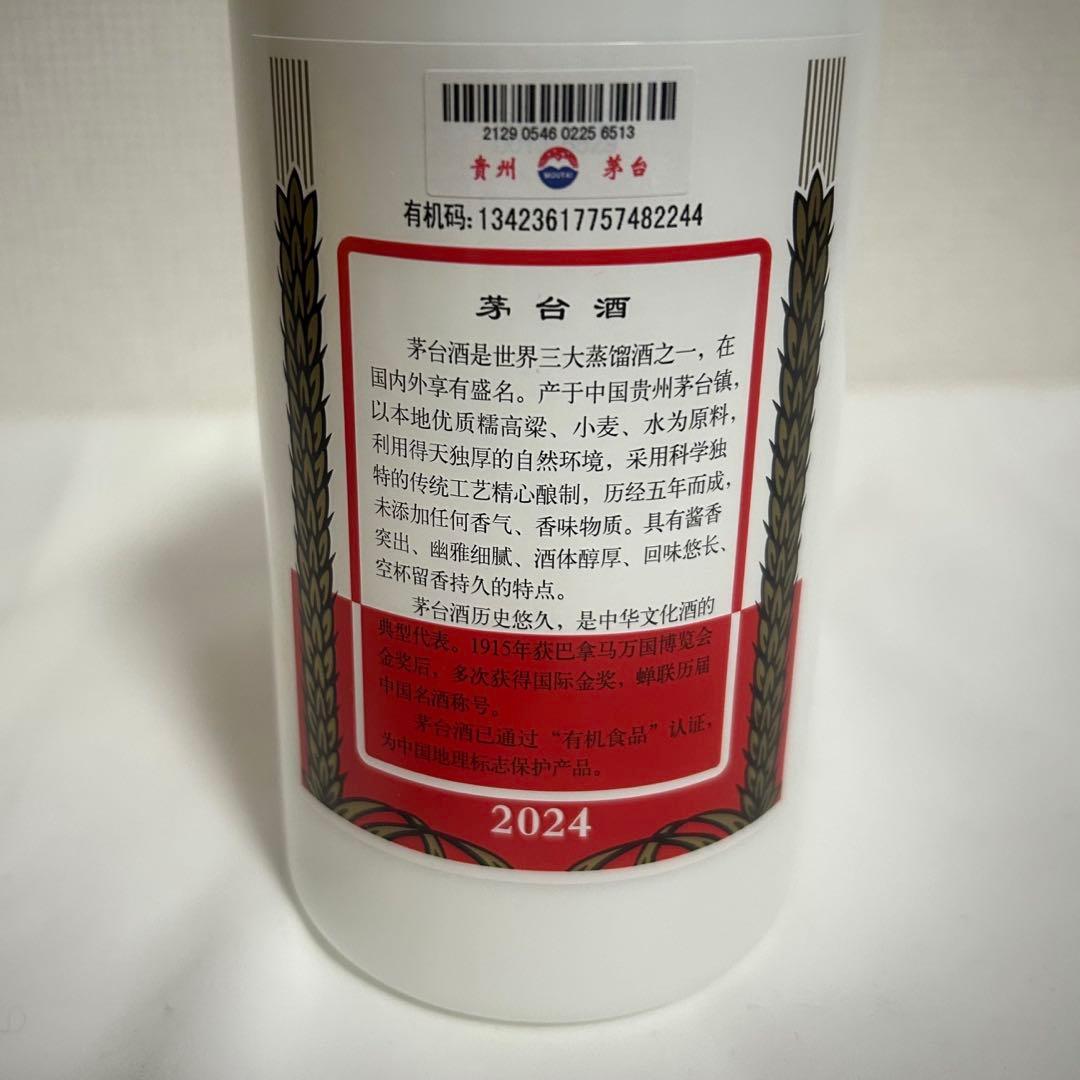 2129 0546 0225 6513
貴州 MOUTAI 茅台
有机码:13423617757482244
茅台酒
茅台酒是世界三大蒸馏酒之一，在
国内外享有盛名。产于中国贵州茅台镇，
以本地优质糯高粱、小麦、水为原料，
利用得天独厚的自然环境，采用科学独
特的传统工艺精心酿制，历经五年而成，
未添加任何香气、香味物质。具有酱香
突出、幽雅细腻、酒体醇厚、回味悠长、
空杯留香持久的特点。
茅台酒历史悠久，是中华文化酒的
典型代表。1915年获巴拿马万国博览会
金奖后，多次获得国际金奖，蝉联历届
中国名酒称号。
茅台酒已通过“有机食品”认证，
为中国地理标志保护产品。
2024